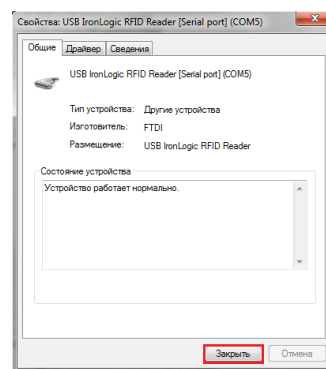 Свойства: USB IronLogic RFID Reader [Serial port] (COM5)
Общие Драйвер Сведения
USB IronLogic RFID Reader [Serial port] (COM5)
Тип устройства: Другие устройства
Изготовитель: FTDI
Размещение: USB IronLogic RFID Reader
Состояние устройства
Устройство работает нормально.
Закрыть Отмена